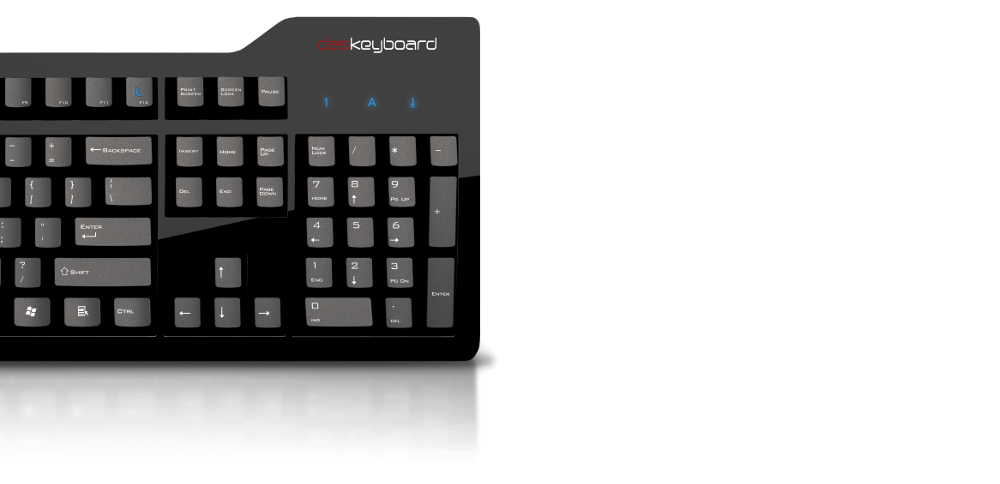 daskeyboard
F9 F10 F11 F12
PRINT SCREEN SCREEN LOCK PAUSE
1 A
- - + = ← BACKSPACE
INSERT HOME PAGE UP
NUM LOCK / * -
{ [ } ] | \
DEL END PAGE DOWN
7 HOME 8 ↑ 9 PG UP +
: ; " ' ENTER
4 ← 5 6 →
? / SHIFT
↑
1 END 2 ↓ 3 PG DN ENTER
CTRL
← ↓ →
0 INS . DEL